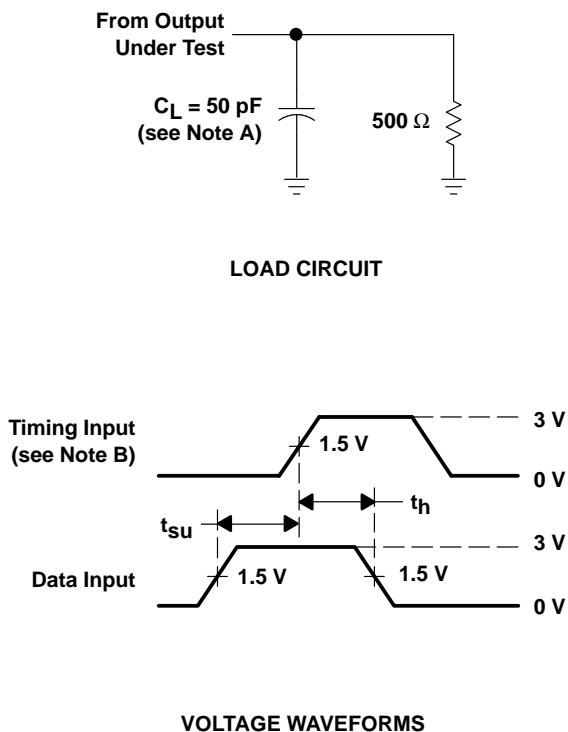 From Output
Under Test
CL = 50 pF
(see Note A)
500 Ω
LOAD CIRCUIT
Timing Input
(see Note B)
1.5 V
3 V
0 V
th
tsu
3 V
Data Input
1.5 V
1.5 V
0 V
VOLTAGE WAVEFORMS